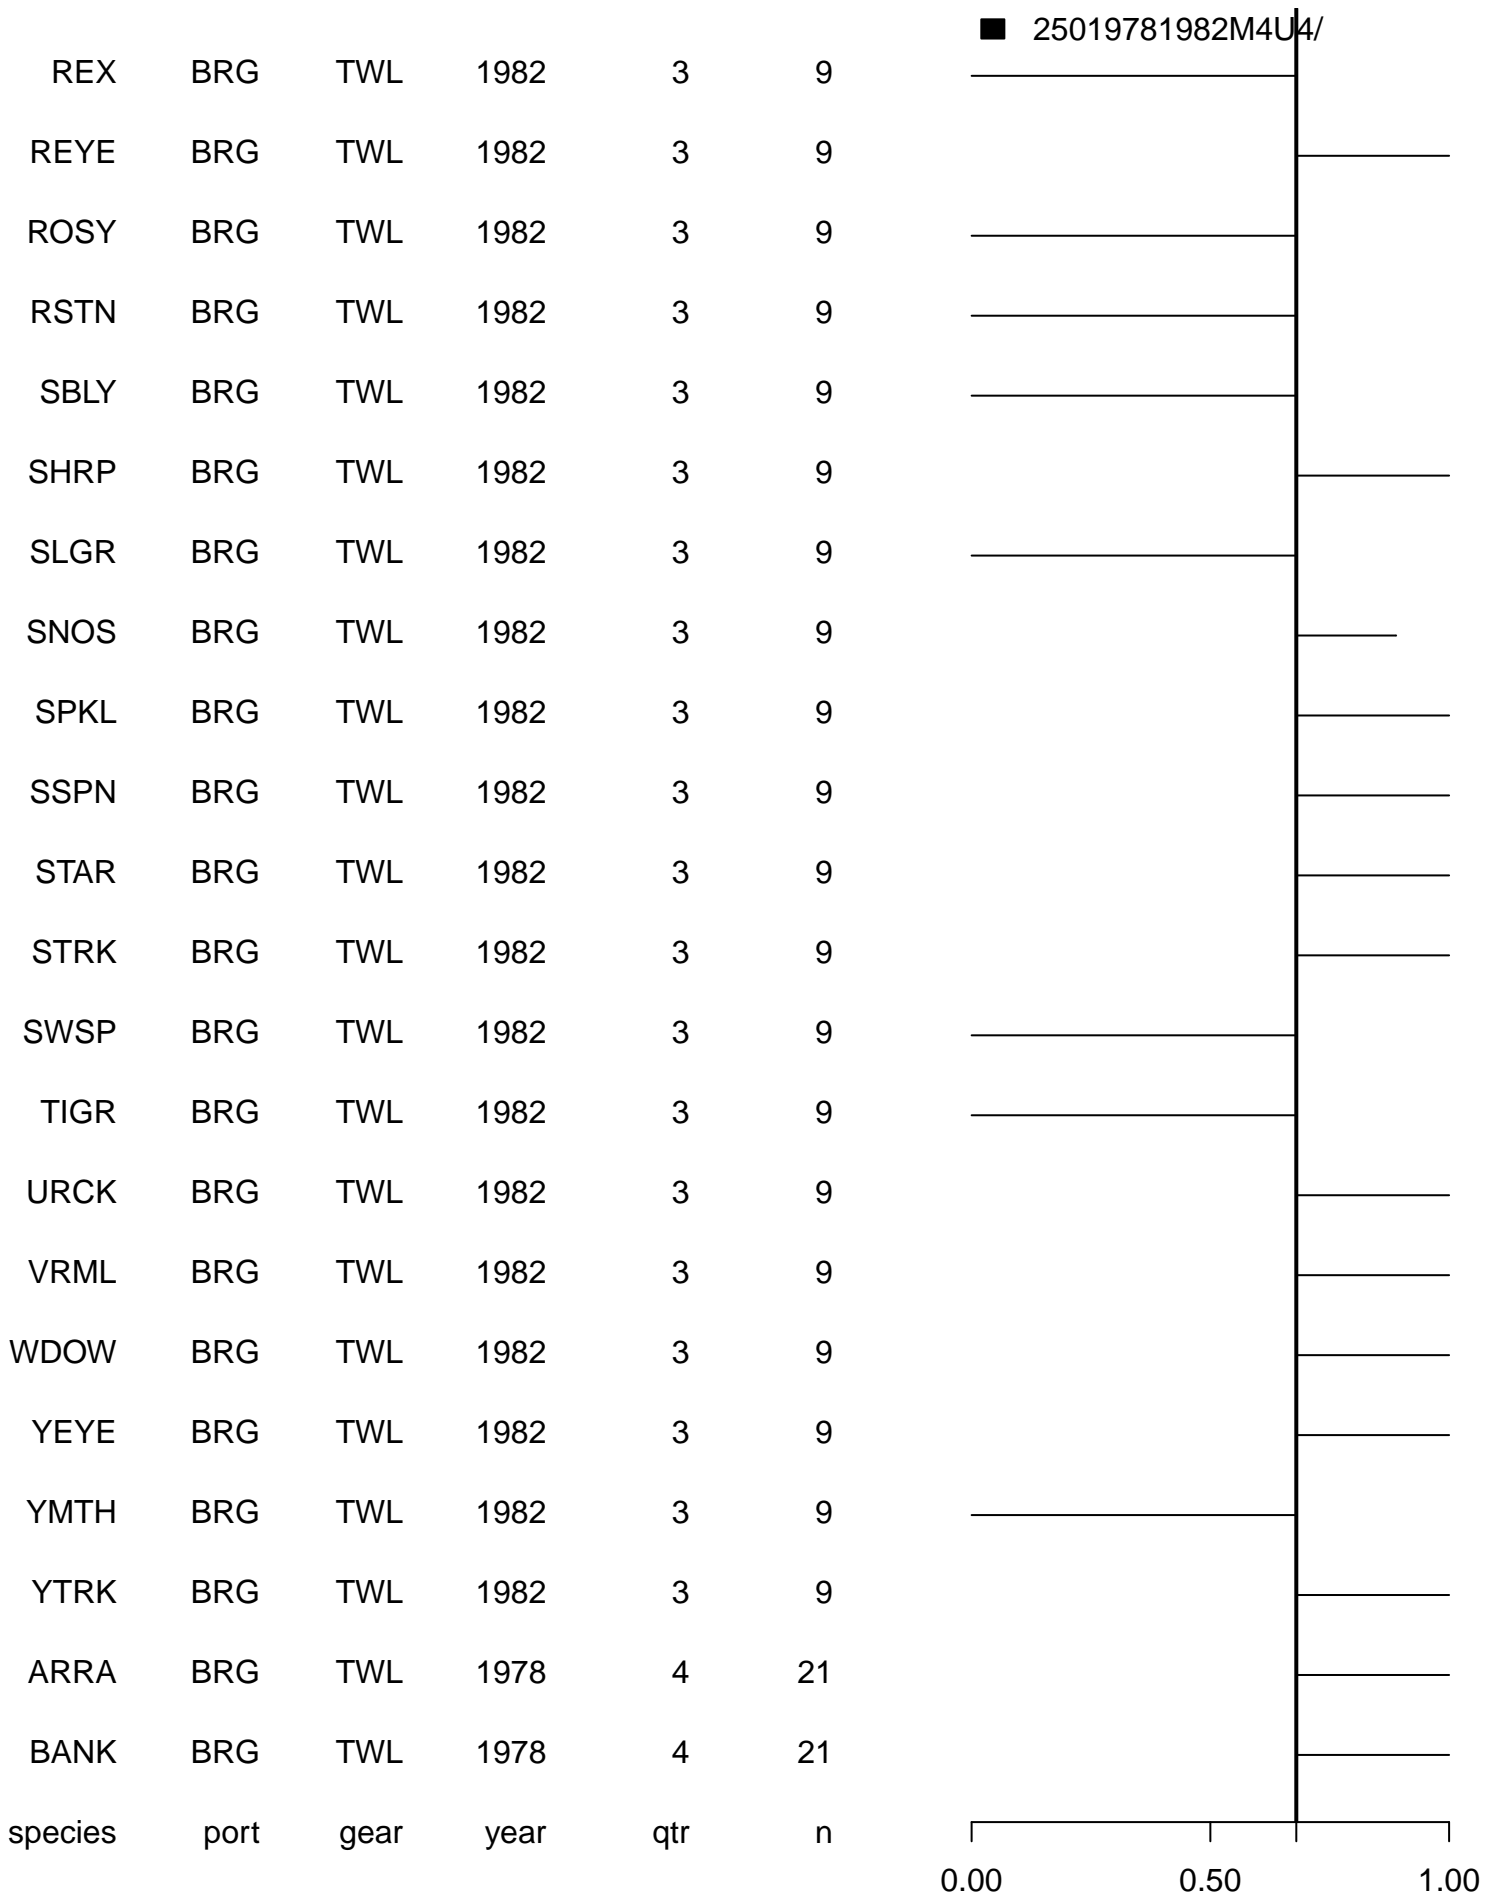 25019781982M4U4/
REX BRG TWL 1982 3 9
REYE BRG TWL 1982 3 9
ROSY BRG TWL 1982 3 9
RSTN BRG TWL 1982 3 9
SBLY BRG TWL 1982 3 9
SHRP BRG TWL 1982 3 9
SLGR BRG TWL 1982 3 9
SNOS BRG TWL 1982 3 9
SPKL BRG TWL 1982 3 9
SSPN BRG TWL 1982 3 9
STAR BRG TWL 1982 3 9
STRK BRG TWL 1982 3 9
SWSP BRG TWL 1982 3 9
TIGR BRG TWL 1982 3 9
URCK BRG TWL 1982 3 9
VRML BRG TWL 1982 3 9
WDOW BRG TWL 1982 3 9
YEYE BRG TWL 1982 3 9
YMTH BRG TWL 1982 3 9
YTRK BRG TWL 1982 3 9
ARRA BRG TWL 1978 4 21
BANK BRG TWL 1978 4 21
species port gear year qtr n
0.00 0.50 1.00